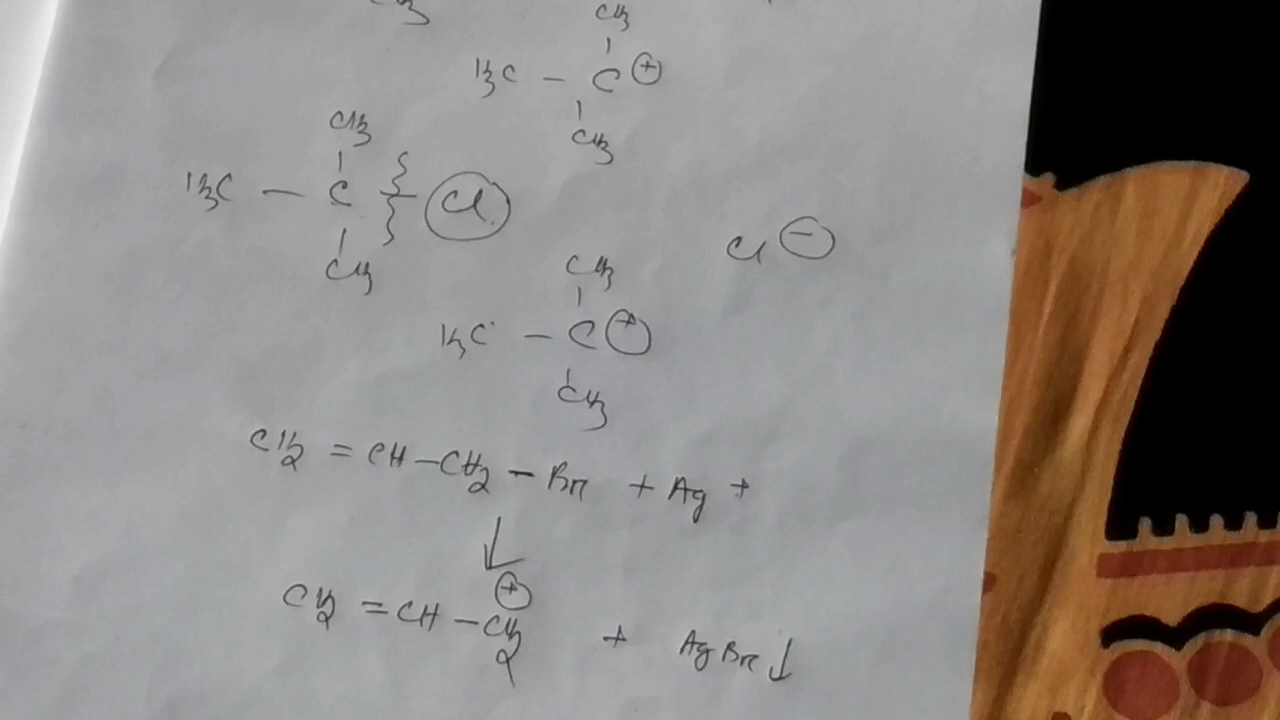 CH3
CH3
H3C – C ⊕
CH3
CH3
H3C – C – Cl
CH3
Cl ⊖
CH3
H3C – C ⊕
CH3
CH2 = CH – CH2 – Br + Ag +
↓
⊕
CH2 = CH – CH2 + AgBr↓